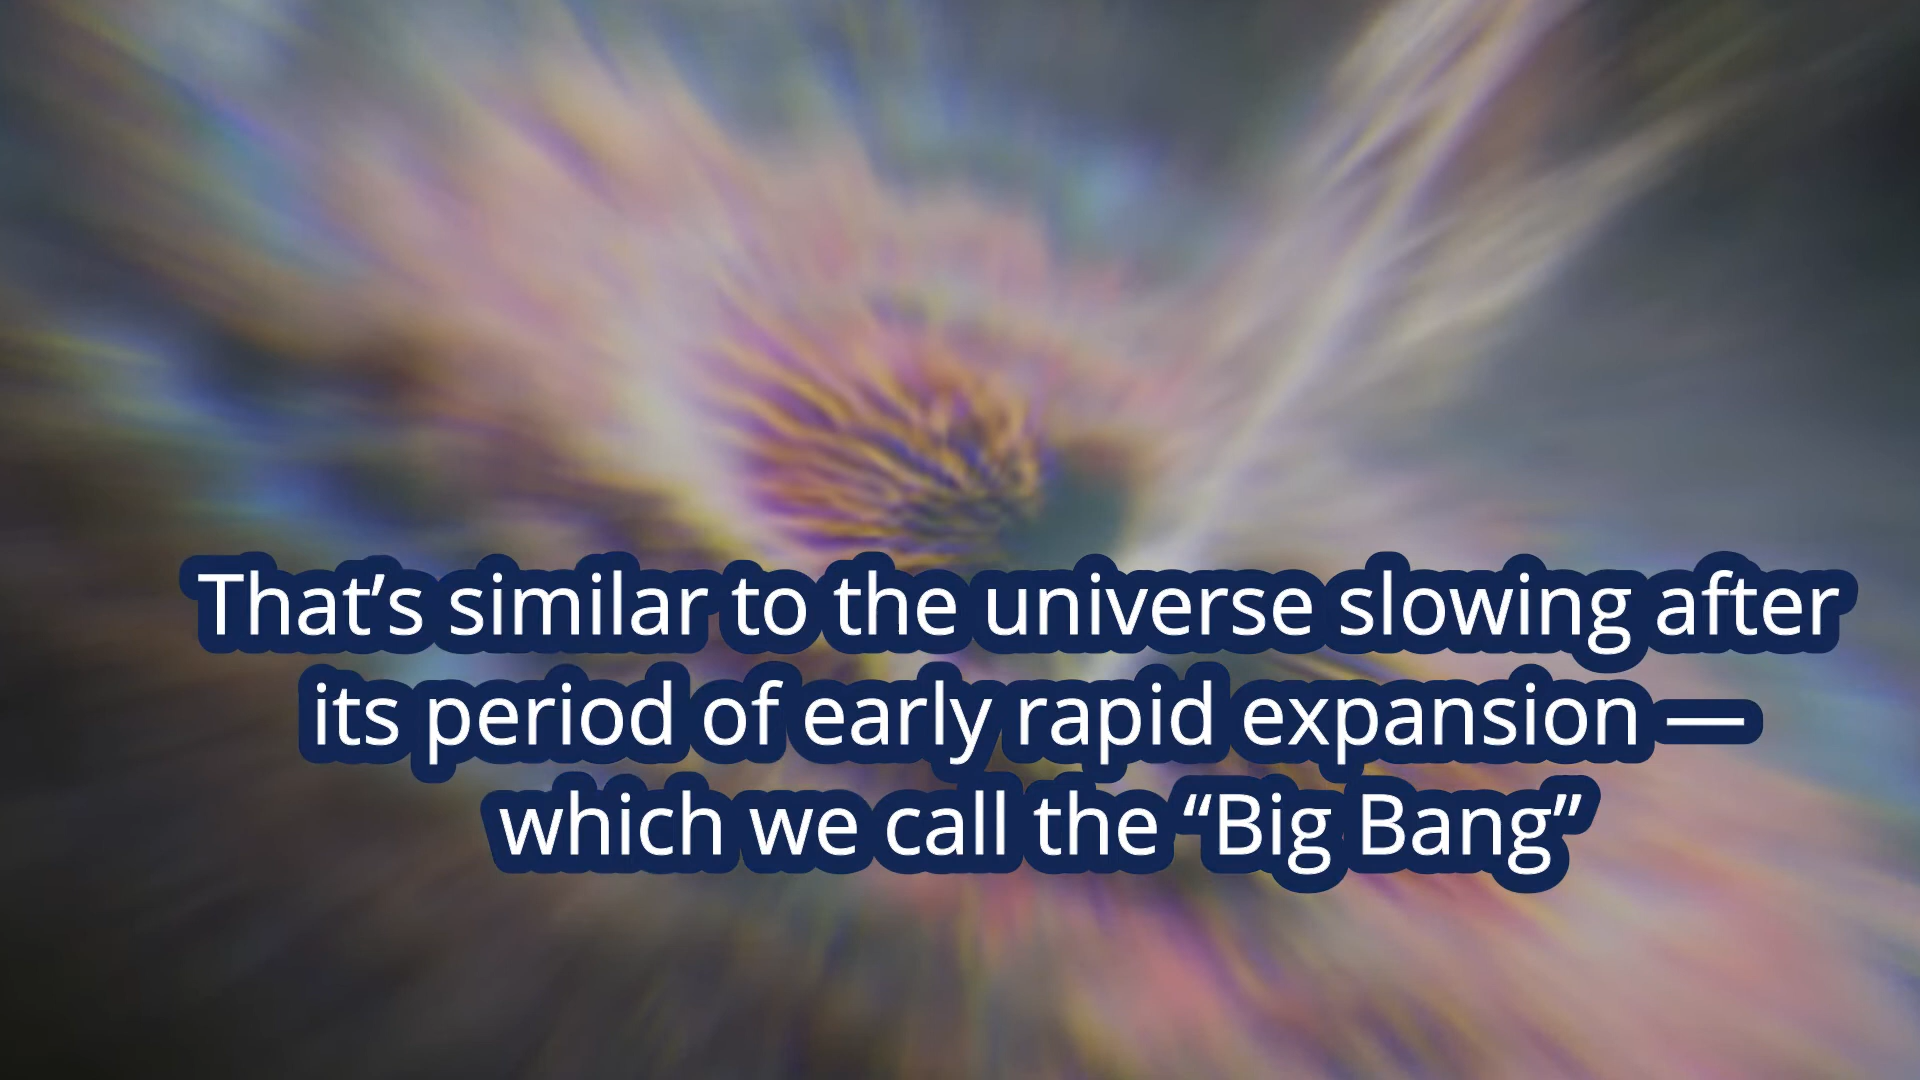 That’s similar to the universe slowing after
its period of early rapid expansion —
which we call the “Big Bang”